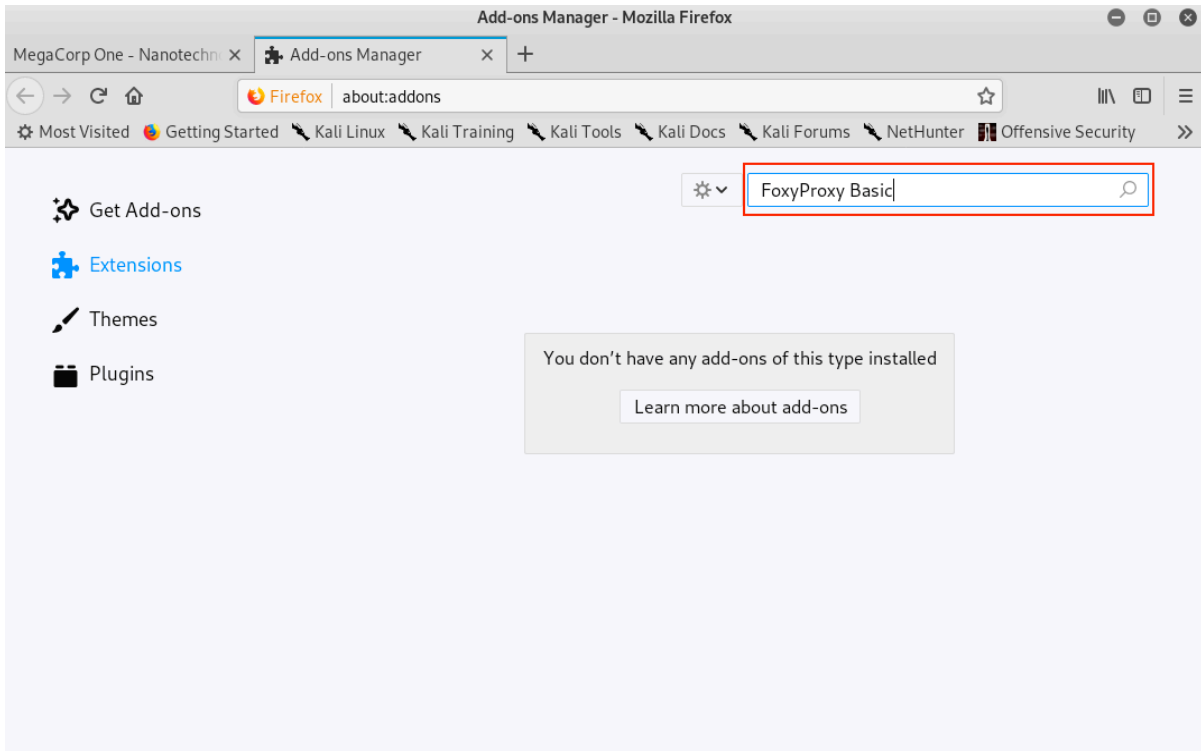 Add-ons Manager - Mozilla Firefox
MegaCorp One - Nanotechn
Add-ons Manager
Firefox about:addons
Most Visited Getting Started Kali Linux Kali Training Kali Tools Kali Docs Kali Forums NetHunter Offensive Security
FoxyProxy Basic
Get Add-ons
Extensions
Themes
Plugins
You don't have any add-ons of this type installed
Learn more about add-ons